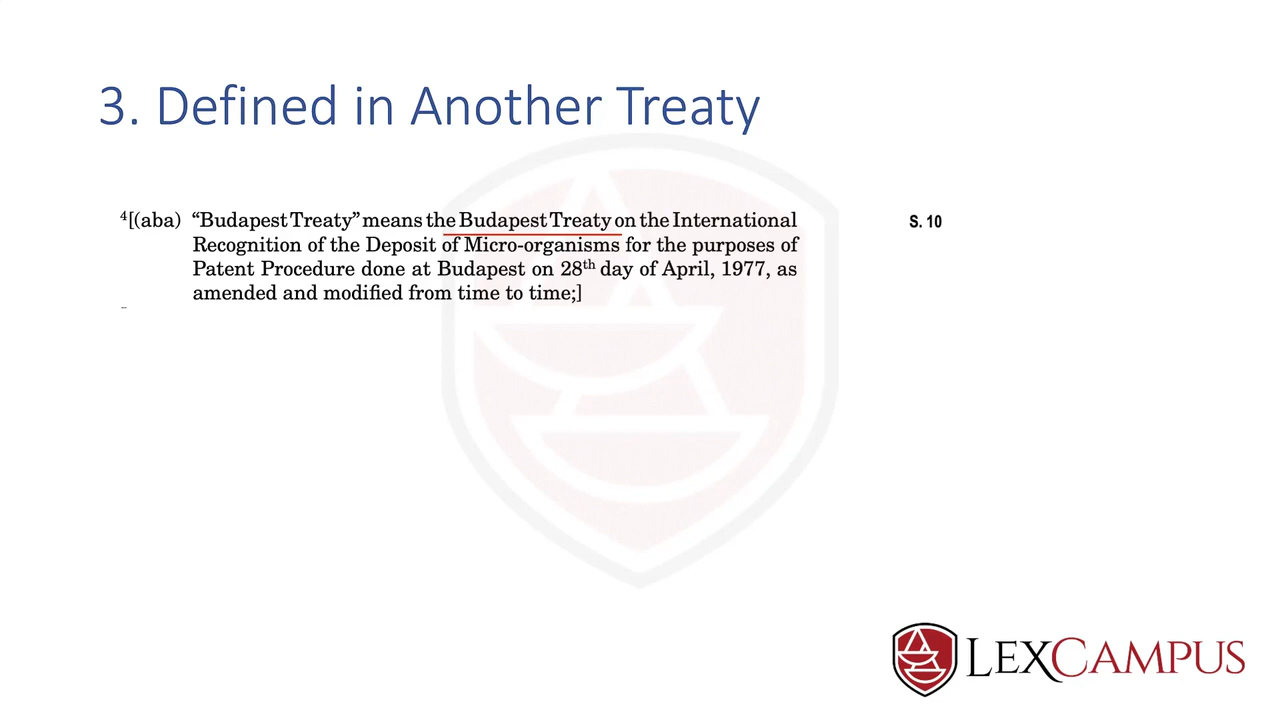 3. Defined in Another Treaty
4[(aba) “Budapest Treaty” means the Budapest Treaty on the International
S. 10
Recognition of the Deposit of Micro-organisms for the purposes of
Patent Procedure done at Budapest on 28th day of April, 1977, as
amended and modified from time to time;]
LEXCAMPUS